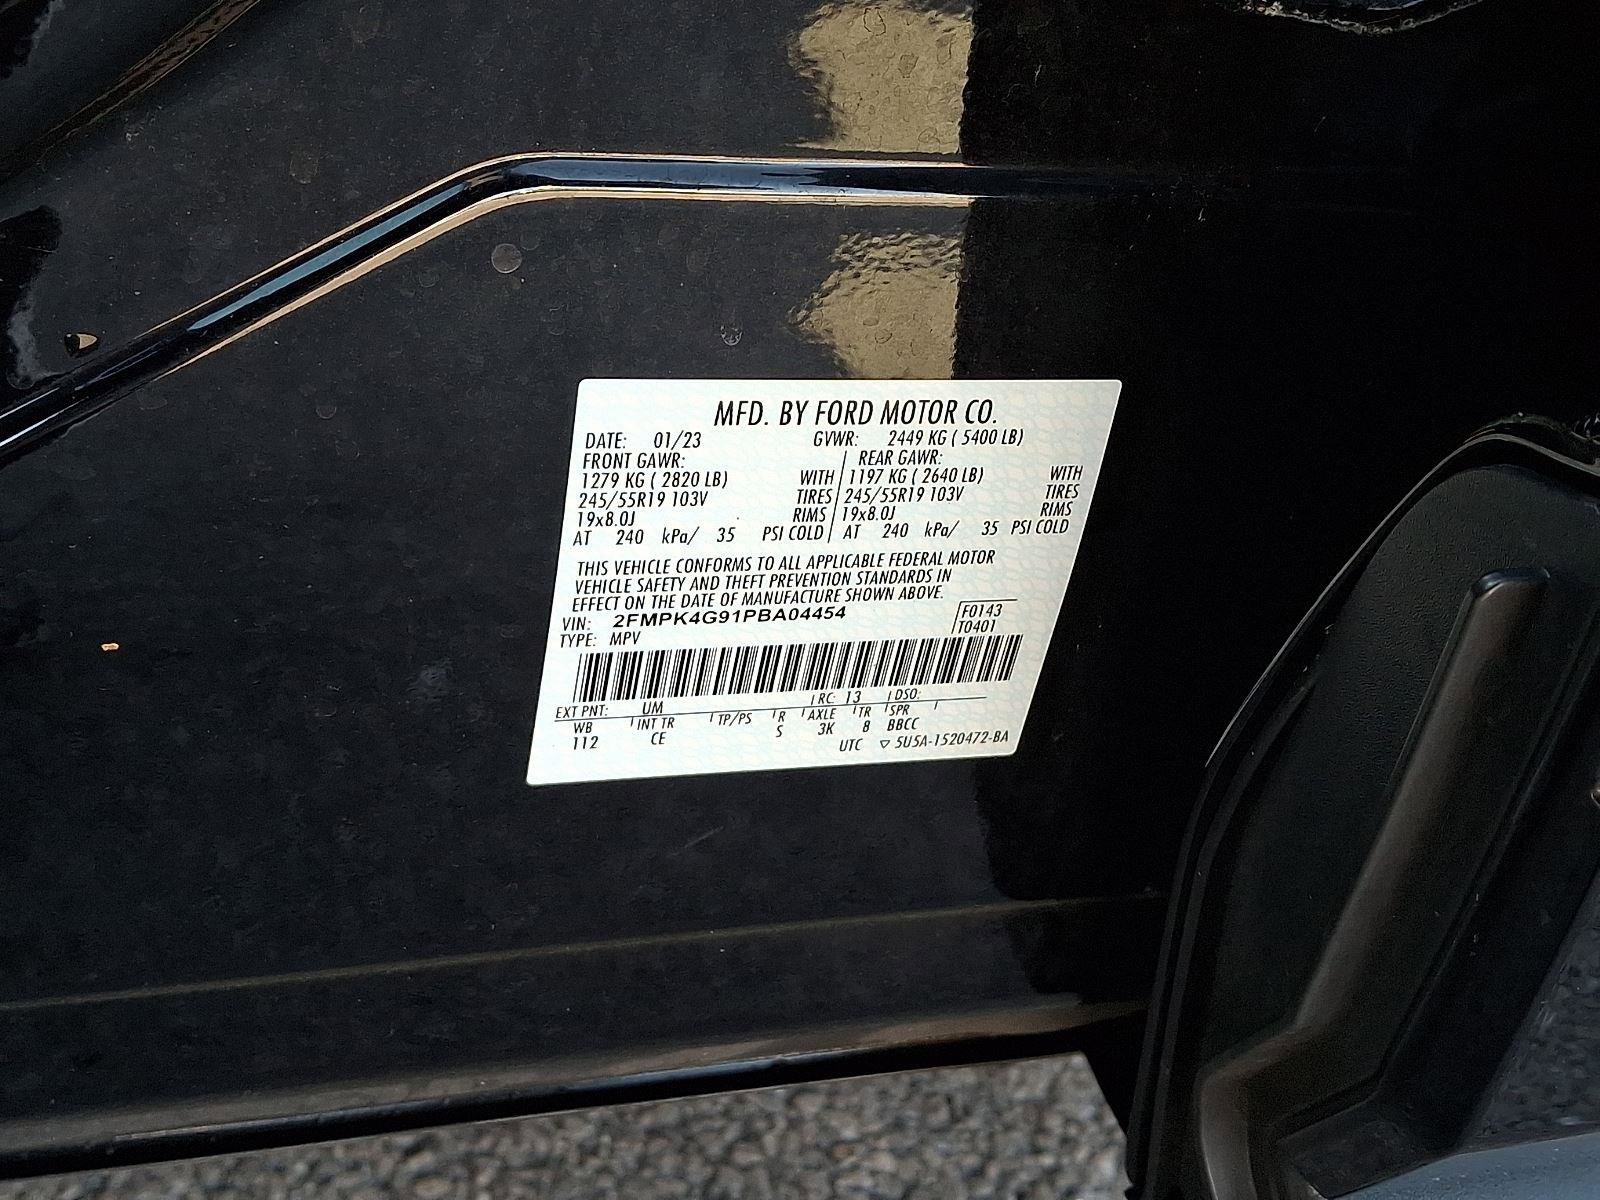 MFD. BY FORD MOTOR CO.
DATE: 01/23 GVWR: 2449 KG ( 5400 LB)
FRONT GAWR: REAR GAWR:
1279 KG ( 2820 LB) WITH 1197 KG ( 2640 LB) WITH
245/55R19 103V TIRES 245/55R19 103V TIRES
19x8.0J RIMS 19x8.0J RIMS
AT 240 kPa/ 35 PSI COLD AT 240 kPa/ 35 PSI COLD
THIS VEHICLE CONFORMS TO ALL APPLICABLE FEDERAL MOTOR
VEHICLE SAFETY AND THEFT PREVENTION STANDARDS IN
EFFECT ON THE DATE OF MANUFACTURE SHOWN ABOVE.
VIN: 2FMPK4G91PBA04454 F0143
TYPE: MPV T0401
EXT PNT: UM RC: 13 DSO:
WB INT TR TP/PS R AXLE TR SPR
112 CE S 3K 8 BBCC
UTC ▽ 5U5A-1520472-BA